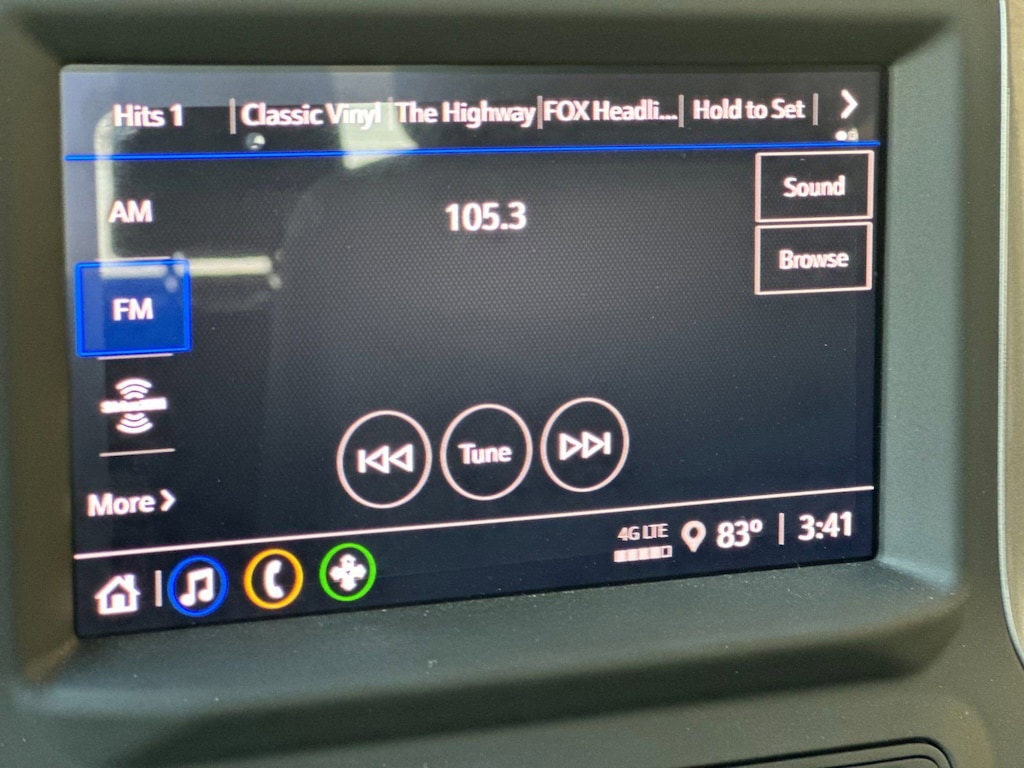 Hits 1 Classic Vinyl The Highway FOX Headli... Hold to Set
AM
105.3
Sound
Browse
FM
Tune
More
4G LTE 83° 3:41